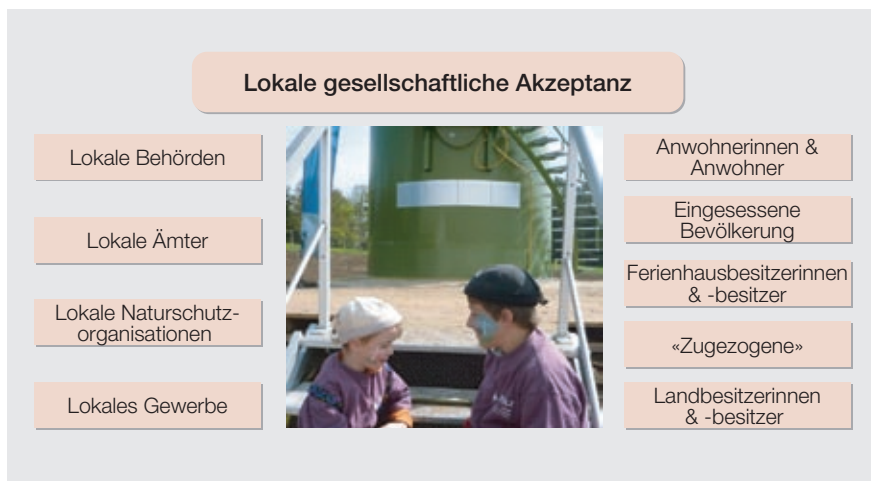 Lokale gesellschaftliche Akzeptanz
Lokale Behörden
Lokale Ämter
Lokale Naturschutz-
organisationen
Lokales Gewerbe
Anwohnerinnen &
Anwohner
Eingesessene
Bevölkerung
Ferienhausbesitzerinnen
& -besitzer
«Zugezogene»
Landbesitzerinnen
& -besitzer